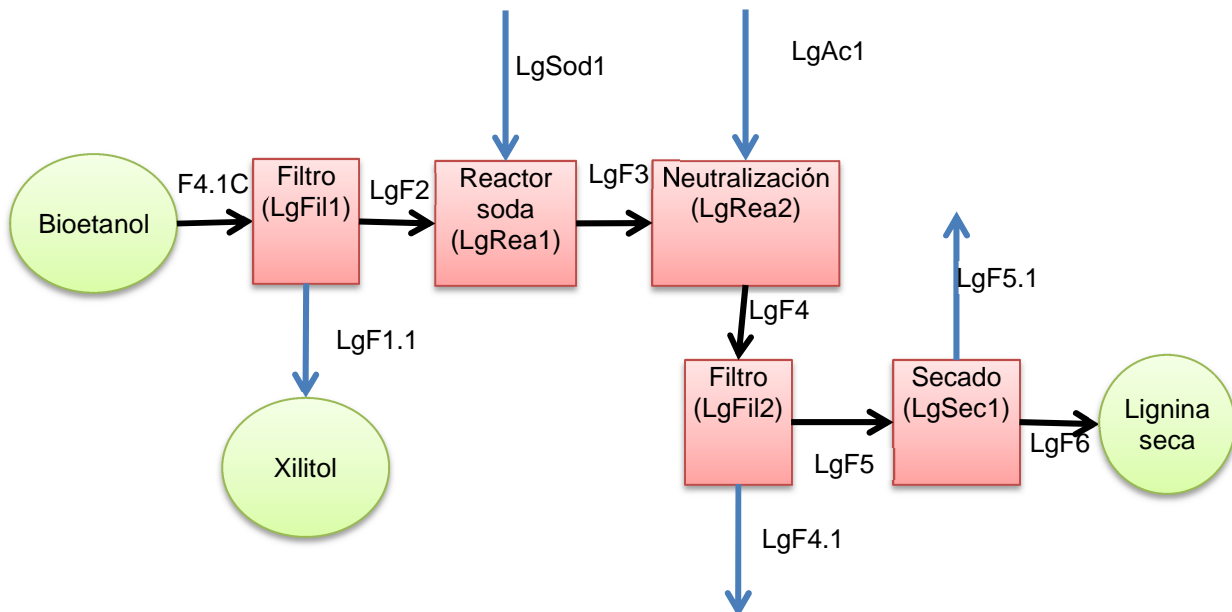 LgSod1
LgAc1
Bioetanol
F4.1C
Filtro
(LgFil1)
LgF2
Reactor
soda
(LgRea1)
LgF3
Neutralización
(LgRea2)
LgF1.1
Xilitol
LgF4
LgF5.1
Filtro
(LgFil2)
LgF5
Secado
(LgSec1)
LgF6
Lignina
seca
LgF4.1